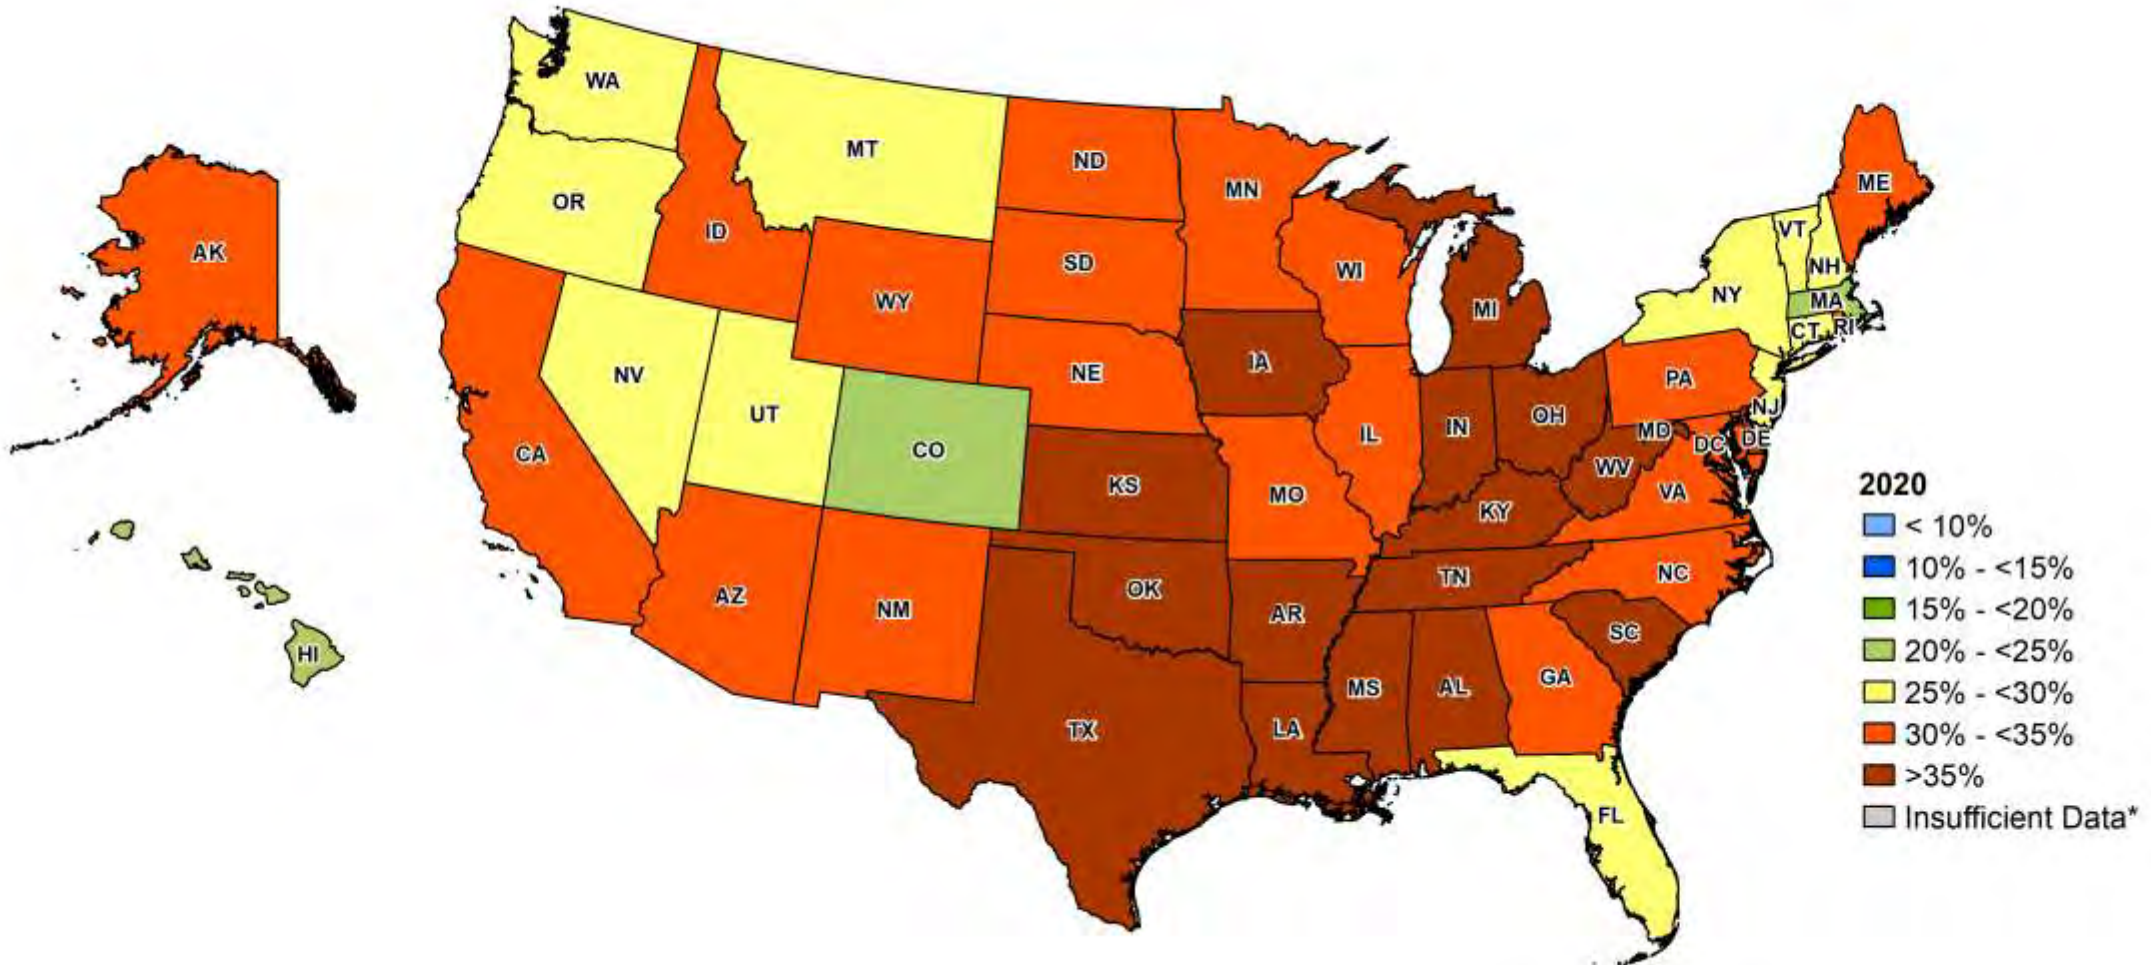 WA
MT
ND
MN
ME
OR
ID
SD
WI
VT
NH
AK
WY
NY
MA
MI
CT
RI
NV
UT
NE
IA
PA
NJ
CO
IL
IN
OH
MD
DC
DE
CA
KS
MO
WV
VA
KY
AZ
NM
OK
AR
TN
NC
SC
HI
TX
LA
MS
AL
GA
FL
2020
< 10%
10% - <15%
15% - <20%
20% - <25%
25% - <30%
30% - <35%
>35%
Insufficient Data*